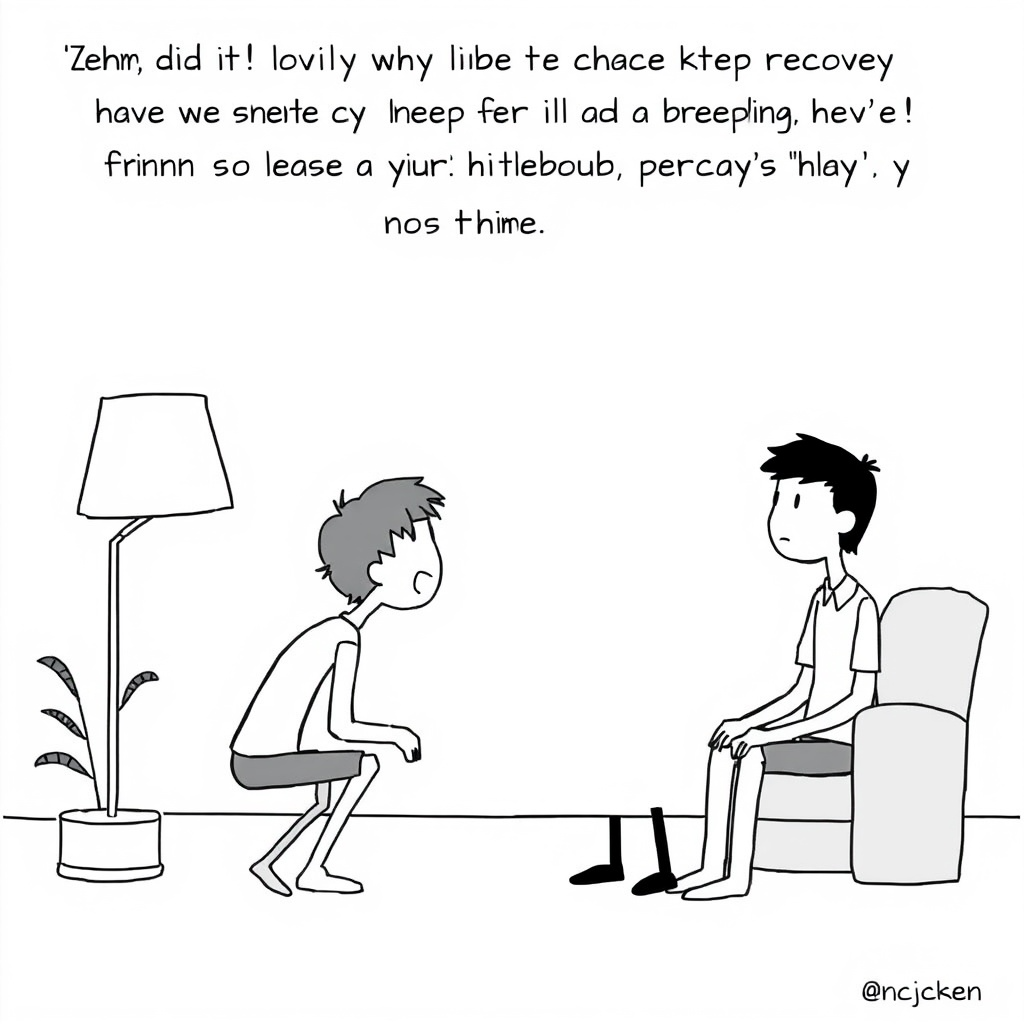 'Zehm, did it! lovily why liibe te chace ktep recovey
have we sneite cy lneep fer ill ad a breepling, hev'e!
frinnn so lease a yiur: hitleboub, percay's "hlay'. y
nos thime.
@ncjcken